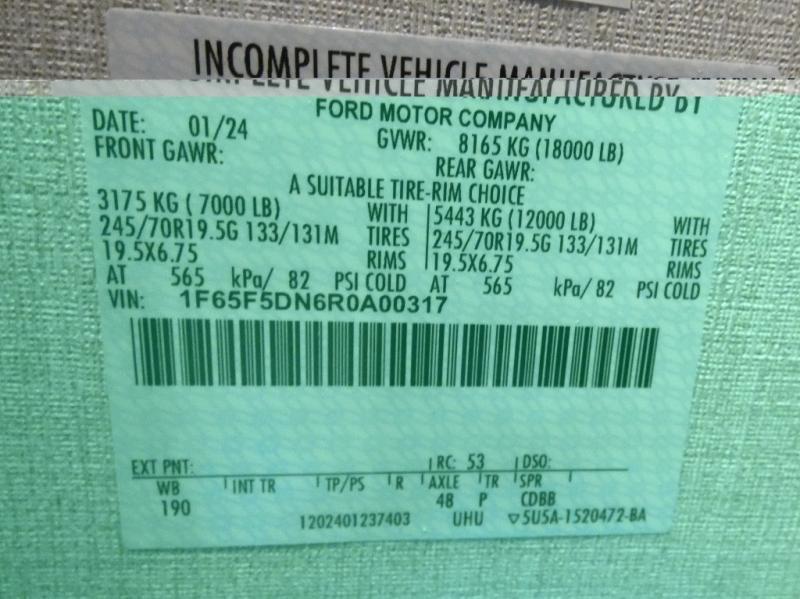 INCOMPLETE VEHICLE MANUFACTURED BY
FORD MOTOR COMPANY
DATE: 01/24 GVWR: 8165 KG (18000 LB)
FRONT GAWR: REAR GAWR:
A SUITABLE TIRE-RIM CHOICE
3175 KG ( 7000 LB) WITH 5443 KG (12000 LB) WITH
245/70R19.5G 133/131M TIRES 245/70R19.5G 133/131M TIRES
19.5X6.75 RIMS 19.5X6.75 RIMS
AT 565 kPa/ 82 PSI COLD AT 565 kPa/ 82 PSI COLD
VIN: 1F65F5DN6R0A00317
EXT PNT: RC: 53 DSO:
WB INT TR TP/PS R AXLE TR SPR
190 48 P CDBB
1202401237403 UHU ▽5U5A-1520472-BA